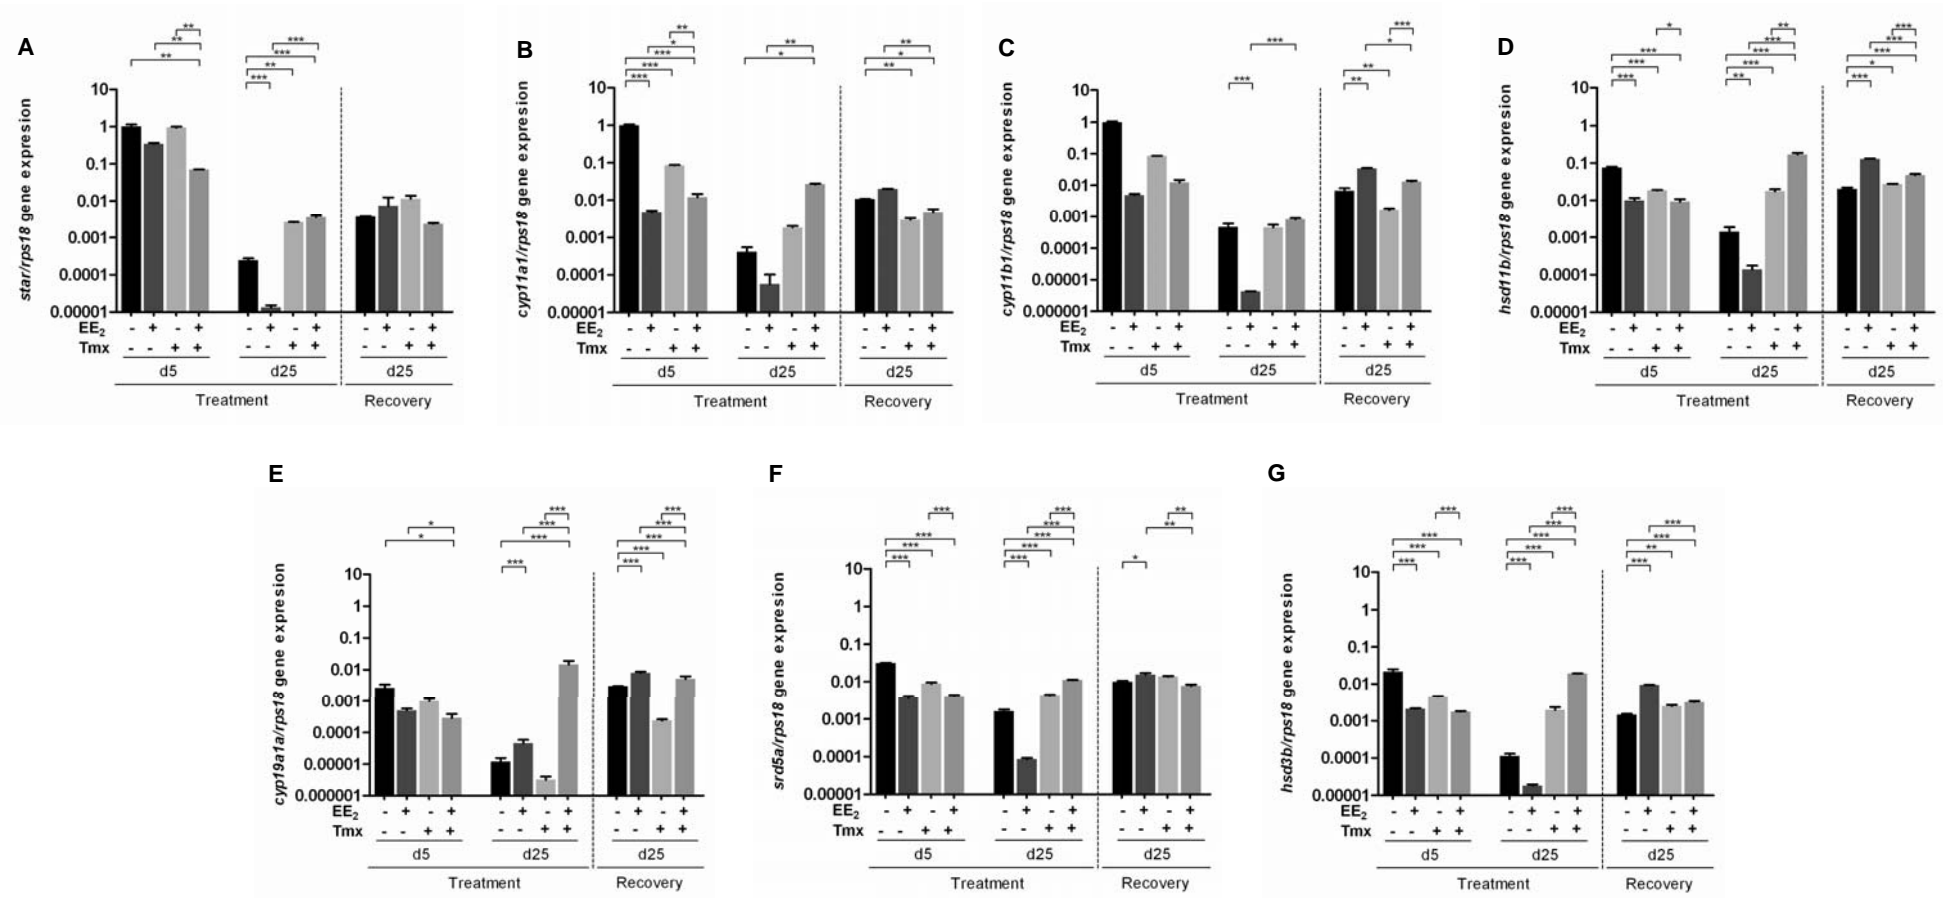 A
** 
**
**
***
***
**
***
star/rps18 gene expresion
10
1
0.1
0.01
0.001
0.0001
0.00001
EE2 - + - + - + - + - + - +
Tmx - - + + - - + + - - + +
d5 d25 d25
Treatment Recovery
B
**
*
***
***
***
**
*
**
*
**
cyp11a1/rps18 gene expresion
10
1
0.1
0.01
0.001
0.0001
0.00001
EE2 - + - + - + - + - + - +
Tmx - - + + - - + + - - + +
d5 d25 d25
Treatment Recovery
C
***
***
***
*
**
**
cyp11b1/rps18 gene expresion
10
1
0.1
0.01
0.001
0.0001
0.00001
0.000001
EE2 - + - + - + - + - + - +
Tmx - - + + - - + + - - + +
d5 d25 d25
Treatment Recovery
D
*
***
***
***
**
***
***
***
**
***
***
***
*
***
hsd11b/rps18 gene expresion
10
1
0.1
0.01
0.001
0.0001
0.00001
EE2 - + - + - + - + - + - +
Tmx - - + + - - + + - - + +
d5 d25 d25
Treatment Recovery
E
*
*
***
***
***
***
***
***
***
***
***
cyp19a1a/rps18 gene expresion
10
1
0.1
0.01
0.001
0.0001
0.00001
0.000001
EE2 - + - + - + - + - + - +
Tmx - - + + - - + + - - + +
d5 d25 d25
Treatment Recovery
F
***
***
***
***
***
***
***
***
***
**
**
*
srd5a/rps18 gene expresion
10
1
0.1
0.01
0.001
0.0001
0.00001
EE2 - + - + - + - + - + - +
Tmx - - + + - - + + - - + +
d5 d25 d25
Treatment Recovery
G
***
***
***
***
***
***
***
***
***
***
***
**
***
hsd3b/rps18 gene expresion
10
1
0.1
0.01
0.001
0.0001
0.00001
EE2 - + - + - + - + - + - +
Tmx - - + + - - + + - - + +
d5 d25 d25
Treatment Recovery